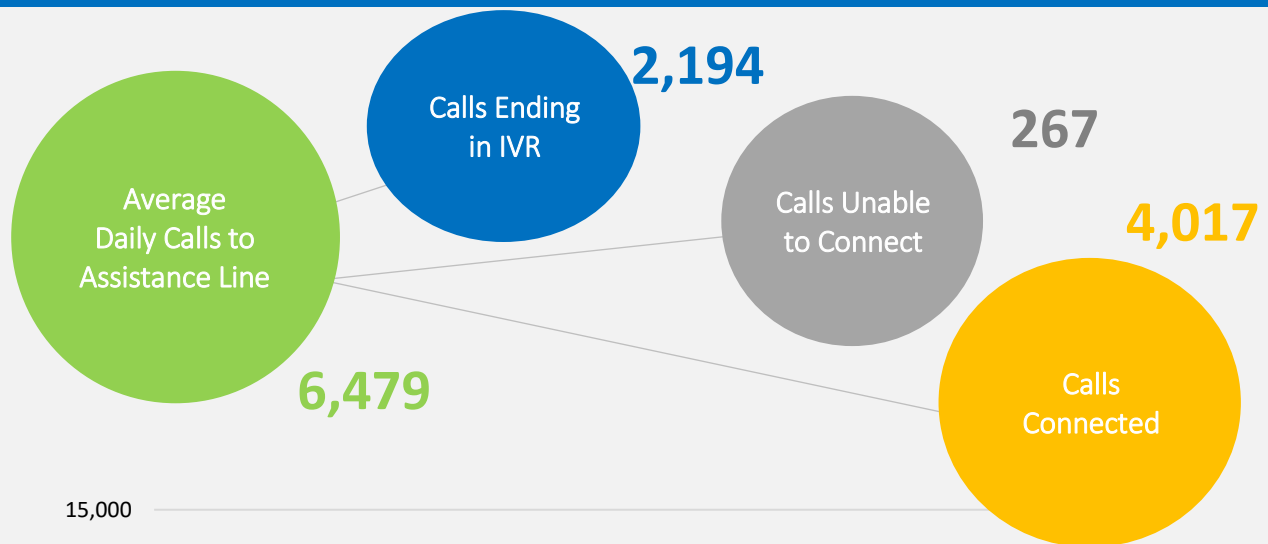 Average
Daily Calls to
Assistance Line
6,479
Calls Ending
in IVR
2,194
Calls Unable
to Connect
267
Calls
Connected
4,017
15,000